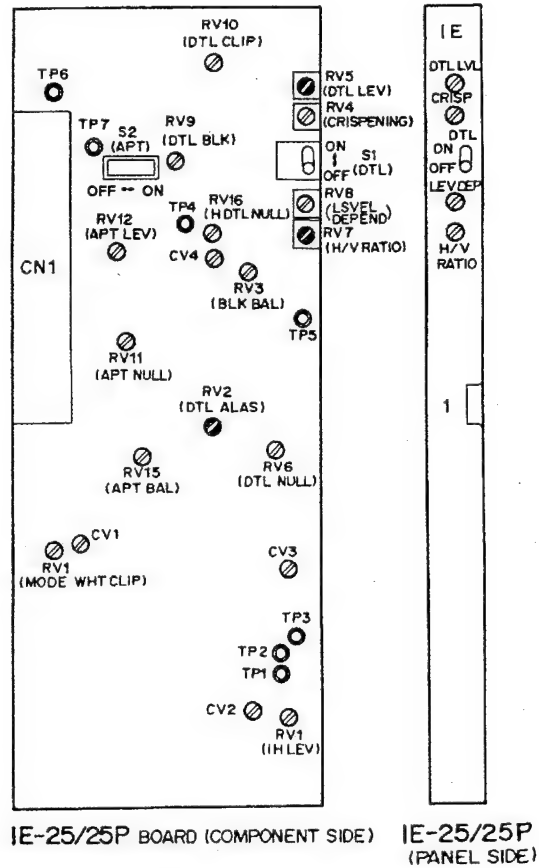 RV10
(DTL CLIP)
TP6
RV5
(DTL LEV)
RV4
(CRISPENING)
TP7
S2
(APT)
OFF ↔ ON
RV9
(DTL BLK)
ON
OFF
S1
(DTL)
TP4
RV16
(H DTL NULL)
RV8
(LSVEL
DEPEND)
RV7
(H/V RATIO)
RV12
(APT LEV)
CV4
RV3
(BLK BAL)
CN1
TP5
RV11
(APT NULL)
RV2
(DTL ALAS)
RV15
(APT BAL)
RV6
(DTL NULL)
CV1
RV1
(MODE WHT CLIP)
CV3
TP3
TP2
TP1
CV2
RV1
(IH LEV)
IE-25/25P BOARD (COMPONENT SIDE)
IE
DTL LVL
CRISP
DTL
ON
OFF
LEV DEP
H/V
RATIO
1
IE-25/25P
(PANEL SIDE)